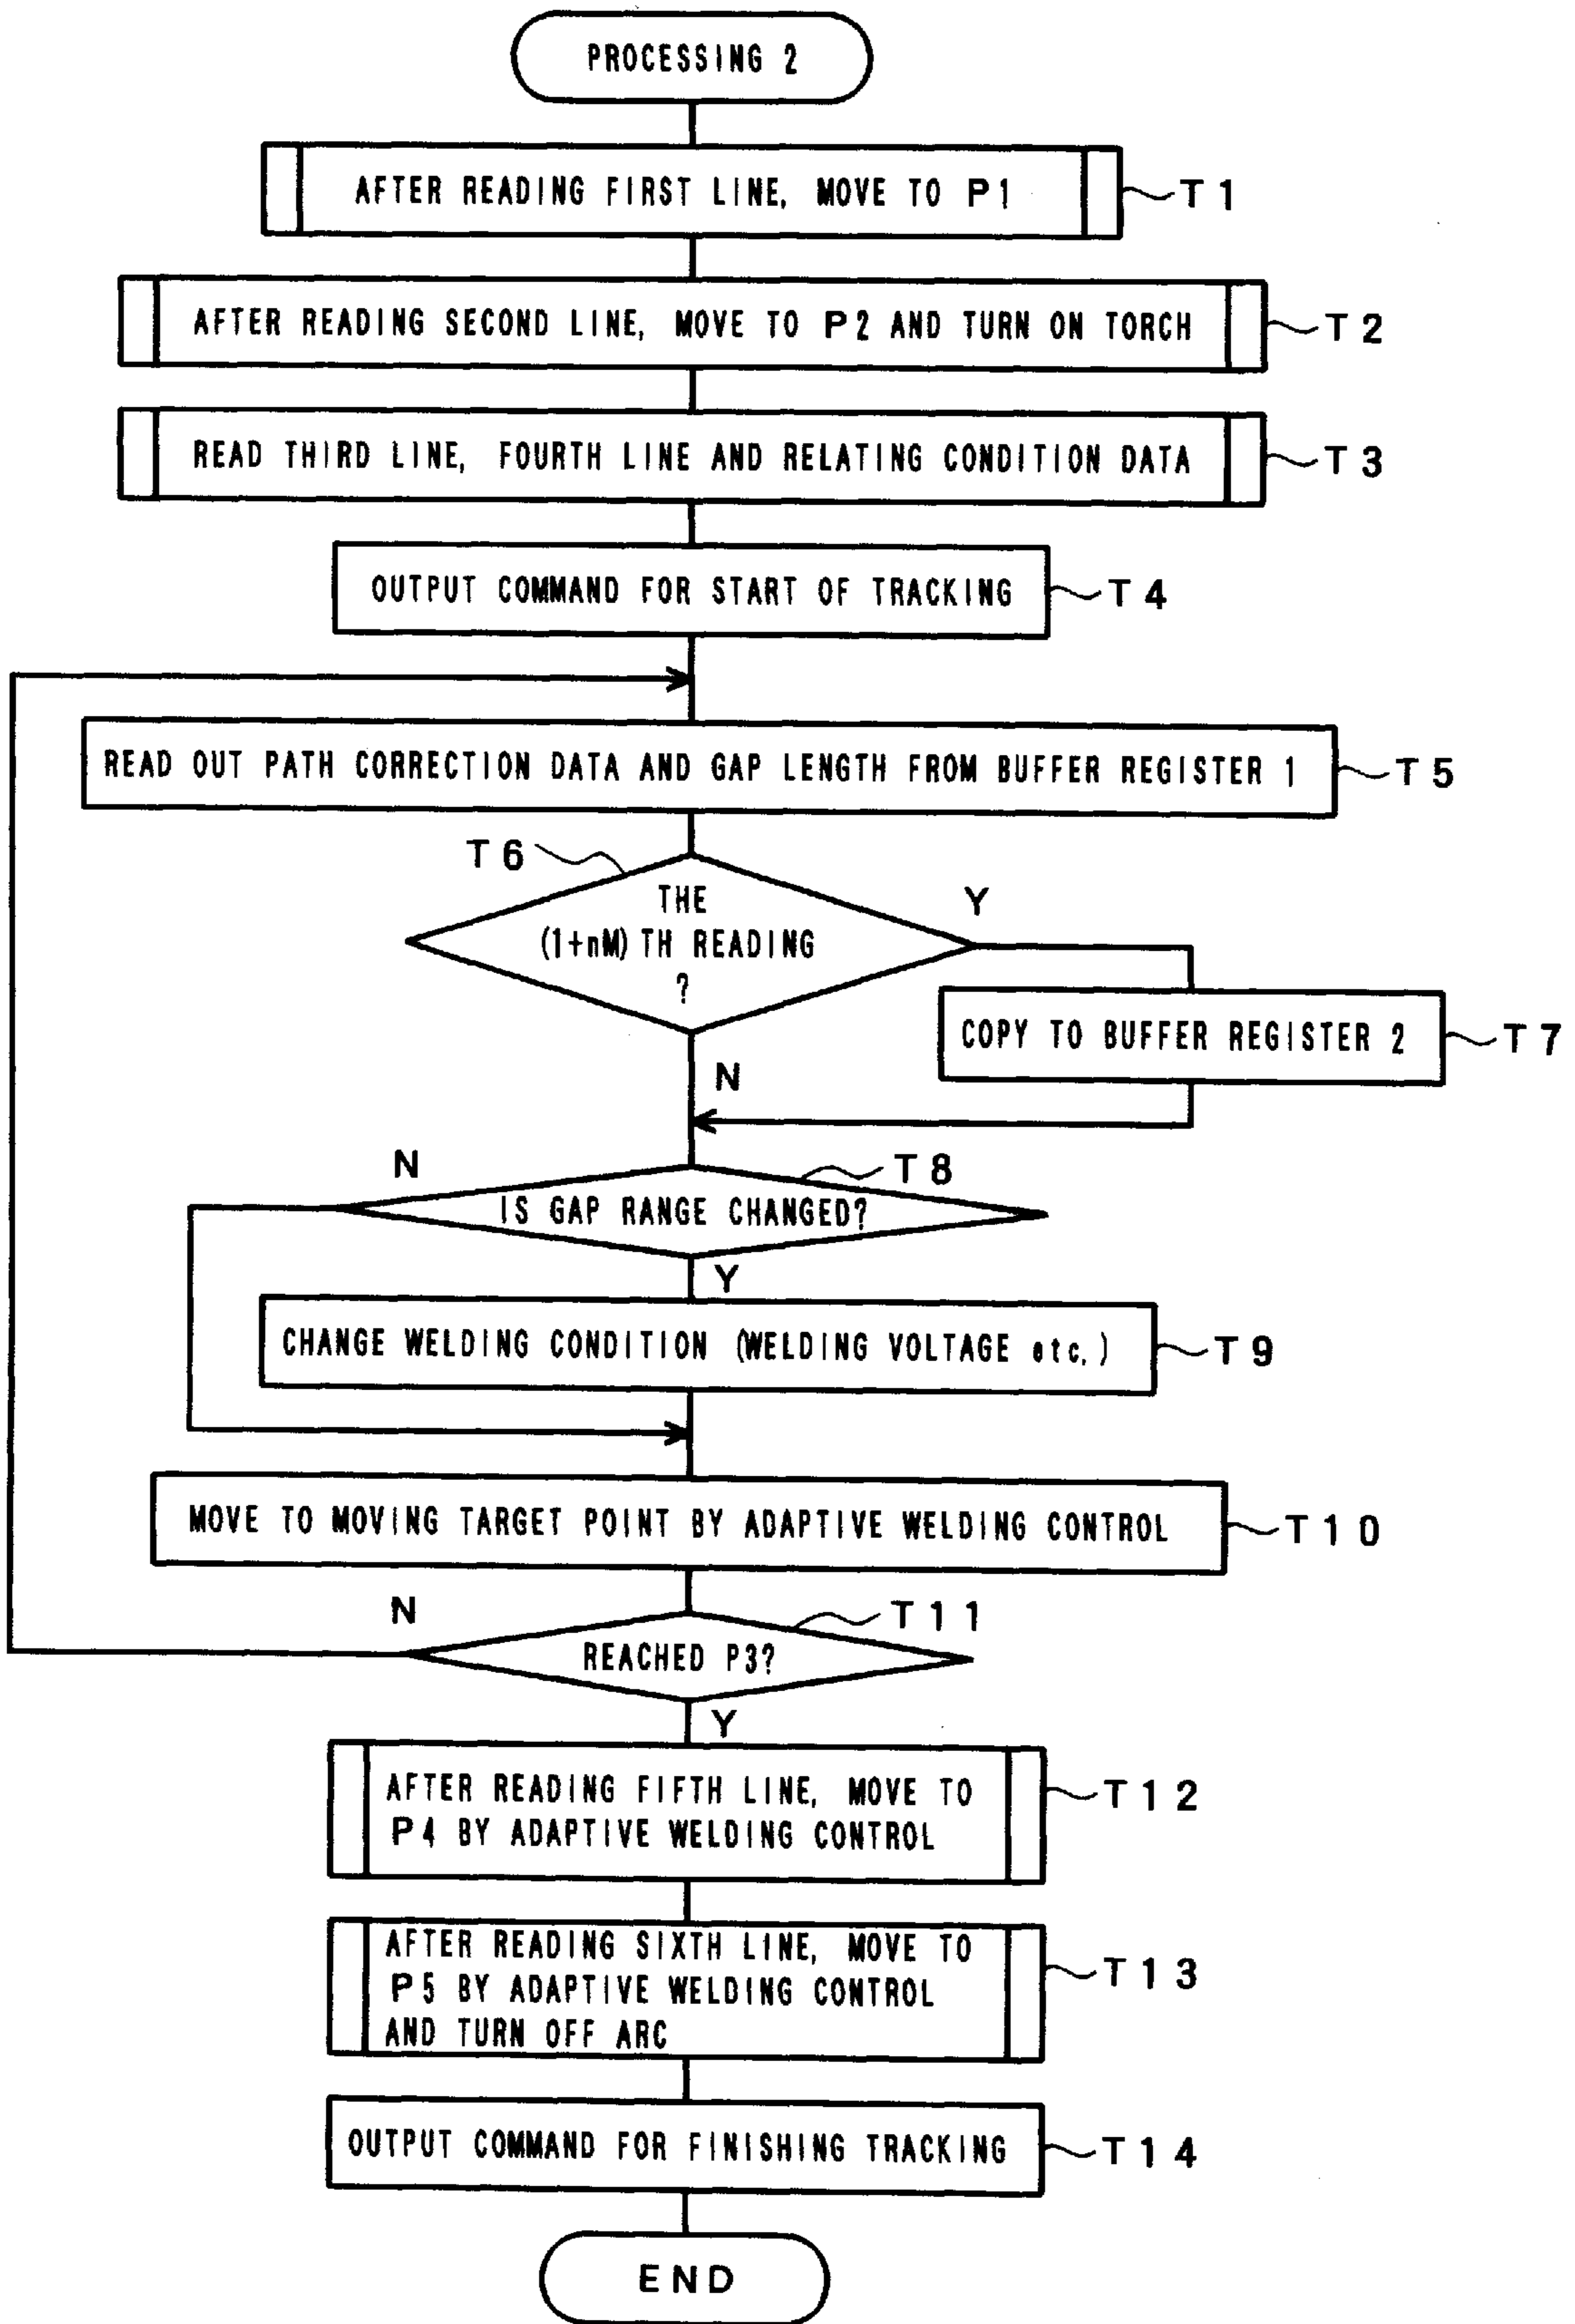 PROCESSING 2
AFTER READING FIRST LINE, MOVE TO P1
T1
AFTER READING SECOND LINE, MOVE TO P2 AND TURN ON TORCH
T2
READ THIRD LINE, FOURTH LINE AND RELATING CONDITION DATA
T3
OUTPUT COMMAND FOR START OF TRACKING
T4
READ OUT PATH CORRECTION DATA AND GAP LENGTH FROM BUFFER REGISTER 1
T5
T6
THE
(1+nM) TH READING
?
Y
COPY TO BUFFER REGISTER 2
T7
N
N
T8
IS GAP RANGE CHANGED?
Y
CHANGE WELDING CONDITION (WELDING VOLTAGE etc,)
T9
MOVE TO MOVING TARGET POINT BY ADAPTIVE WELDING CONTROL
T10
N
T11
REACHED P3?
Y
AFTER READING FIFTH LINE, MOVE TO
P4 BY ADAPTIVE WELDING CONTROL
T12
AFTER READING SIXTH LINE, MOVE TO
P5 BY ADAPTIVE WELDING CONTROL
AND TURN OFF ARC
T13
OUTPUT COMMAND FOR FINISHING TRACKING
T14
END